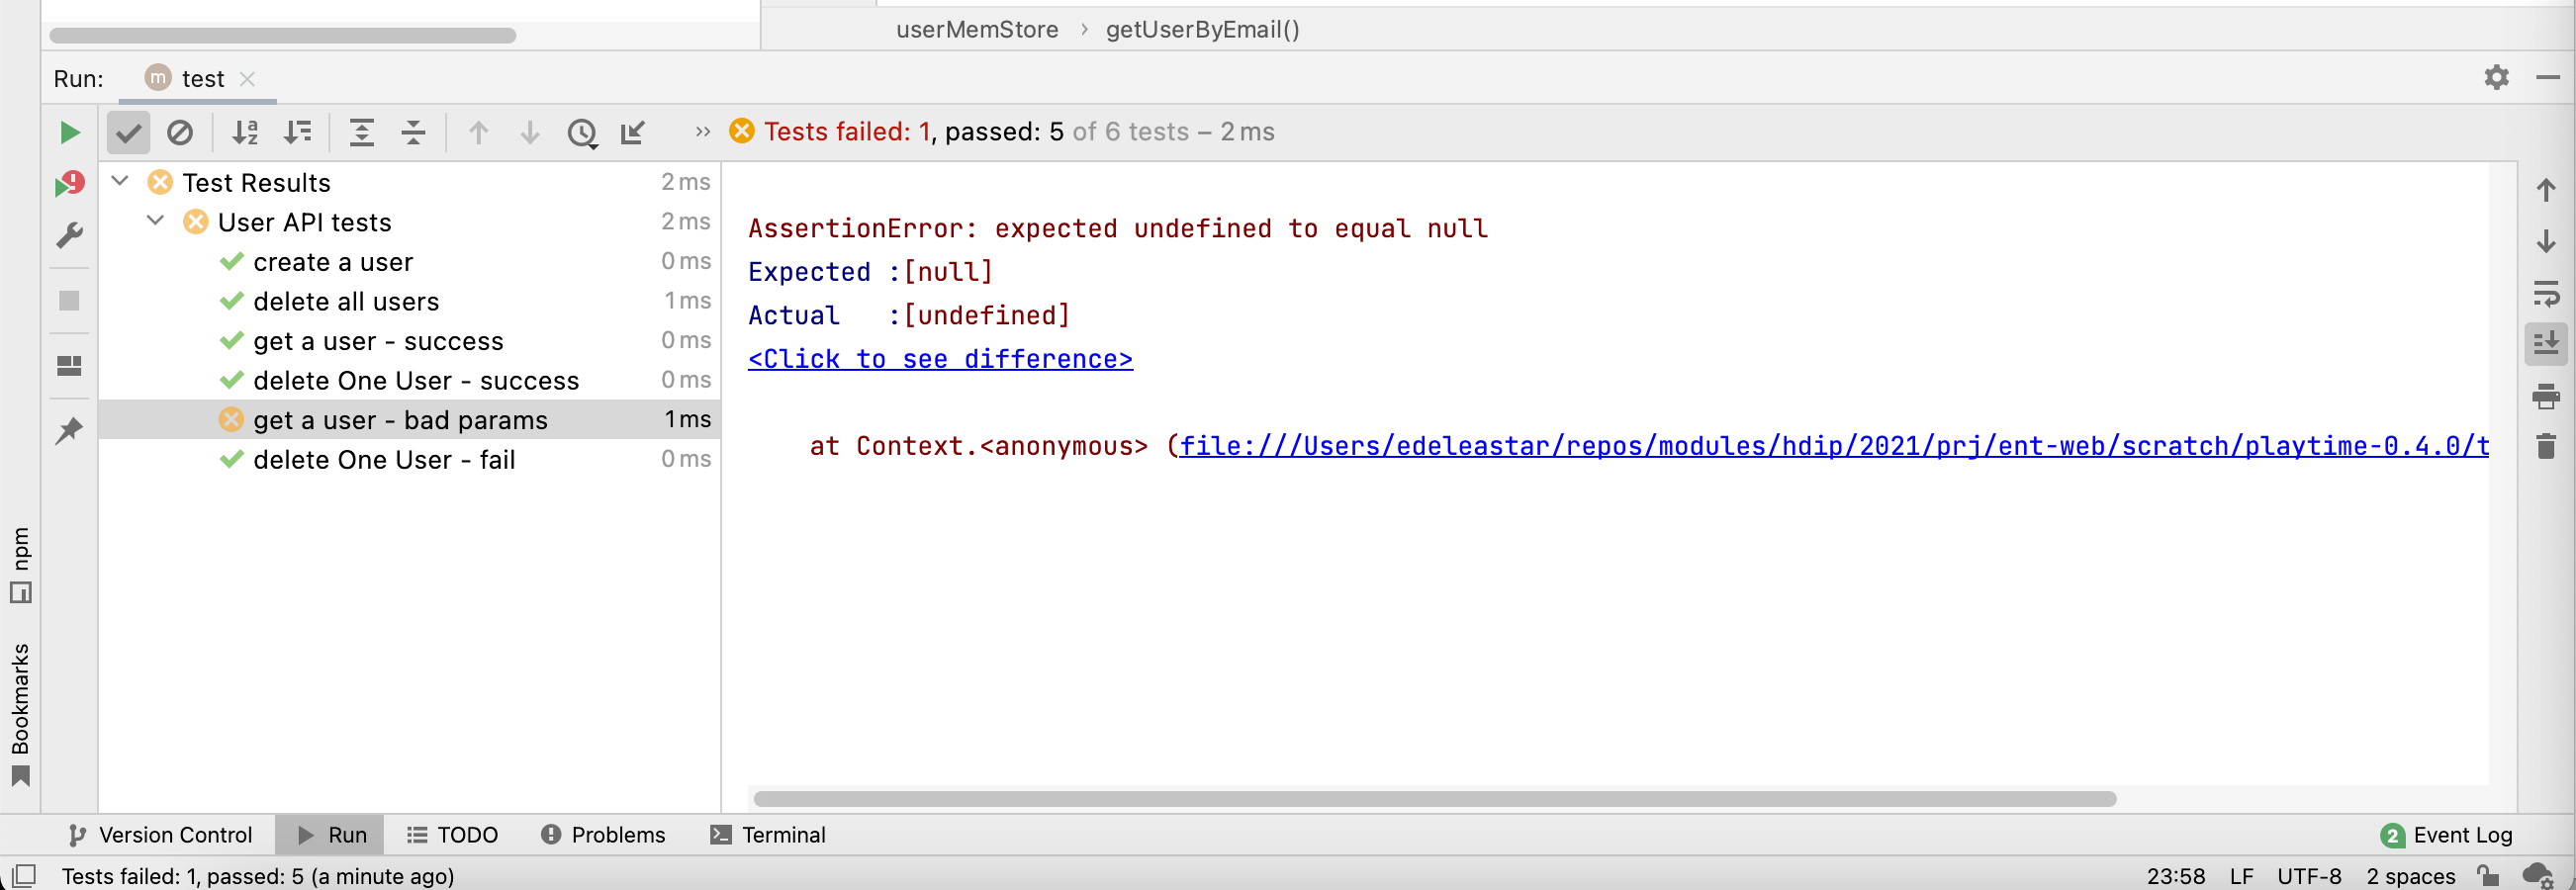 userMemStore › getUserByEmail()
Run: m test
Tests failed: 1, passed: 5 of 6 tests – 2 ms
Test Results 2 ms
User API tests 2 ms
create a user 0 ms
delete all users 1 ms
get a user - success 0 ms
delete One User - success 0 ms
get a user - bad params 1 ms
delete One User - fail 0 ms
AssertionError: expected undefined to equal null
Expected :[null]
Actual   :[undefined]
<Click to see difference>
at Context.<anonymous> (file:///Users/edeleastar/repos/modules/hdip/2021/prj/ent-web/scratch/playtime-0.4.0/t
npm
Bookmarks
Version Control Run TODO Problems Terminal 2 Event Log
Tests failed: 1, passed: 5 (a minute ago) 23:58 LF UTF-8 2 spaces